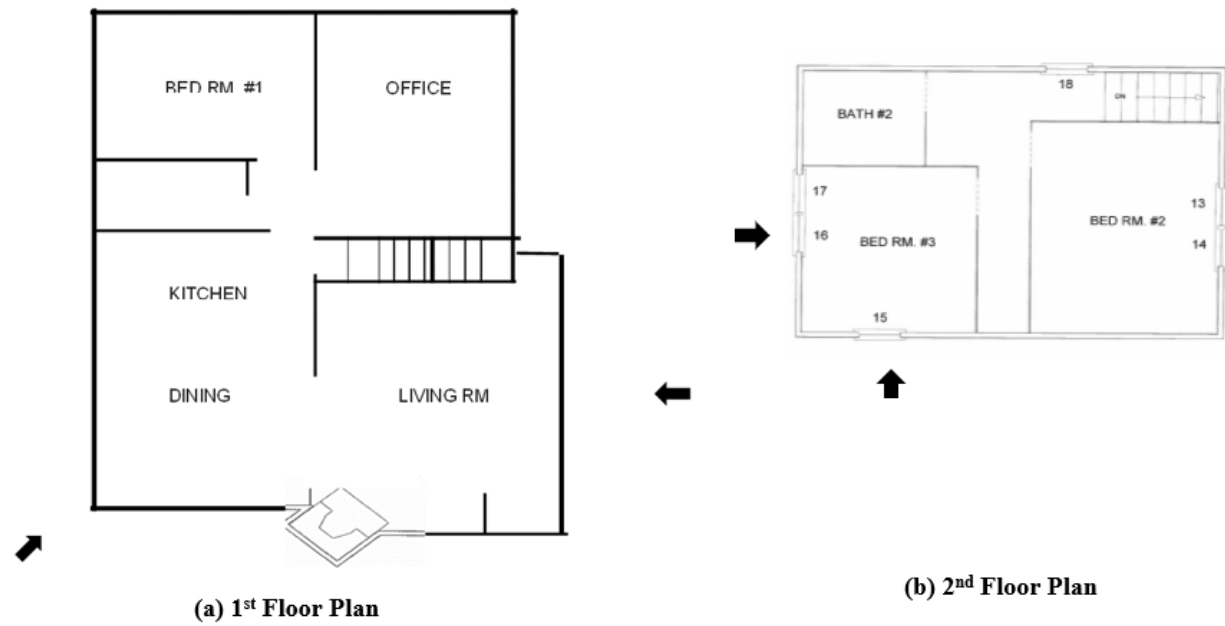 BED RM. #1
OFFICE
KITCHEN
DINING
LIVING RM
(a) 1st Floor Plan
18
DN
BATH #2
17
16
BED RM. #3
13
BED RM. #2
14
15
(b) 2nd Floor Plan